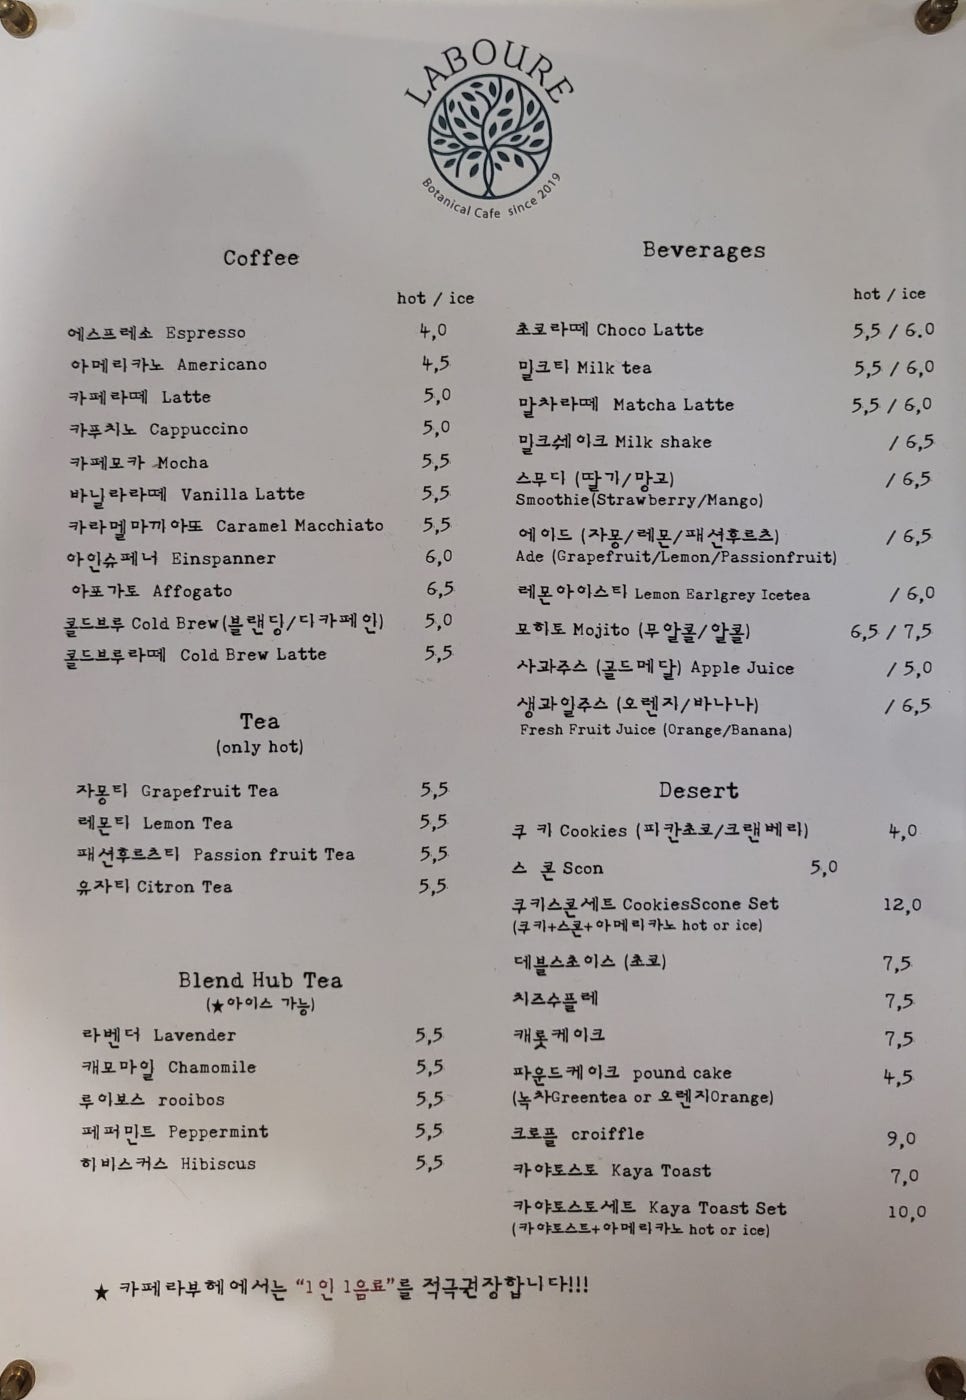 LABOURE
Botanical Cafe since 2019
Coffee
hot / ice
에스프레소 Espresso 4,0
아메리카노 Americano 4,5
카페라떼 Latte 5,0
카푸치노 Cappuccino 5,0
카페모카 Mocha 5,5
바닐라라떼 Vanilla Latte 5,5
카라멜마끼아또 Caramel Macchiato 5,5
아인슈페너 Einspanner 6,0
아포가토 Affogato 6,5
콜드브루 Cold Brew(블랜딩/디카페인) 5,0
콜드브루라떼 Cold Brew Latte 5,5
Tea
(only hot)
자몽티 Grapefruit Tea 5,5
레몬티 Lemon Tea 5,5
패션후르츠티 Passion fruit Tea 5,5
유자티 Citron Tea 5,5
Blend Hub Tea
(★아이스 가능)
라벤더 Lavender 5,5
캐모마일 Chamomile 5,5
루이보스 rooibos 5,5
페퍼민트 Peppermint 5,5
히비스커스 Hibiscus 5,5
Beverages
hot / ice
초코라떼 Choco Latte 5,5 / 6.0
밀크티 Milk tea 5,5 / 6,0
말차라떼 Matcha Latte 5,5 / 6,0
밀크쉐이크 Milk shake / 6,5
스무디 (딸기/망고) / 6,5
Smoothie(Strawberry/Mango)
에이드 (자몽/레몬/패션후르츠) / 6,5
Ade (Grapefruit/Lemon/Passionfruit)
레몬아이스티 Lemon Earlgrey Icetea / 6,0
모히토 Mojito (무알콜/알콜) 6,5 / 7,5
사과주스 (골드메달) Apple Juice / 5,0
생과일주스 (오렌지/바나나) / 6,5
Fresh Fruit Juice (Orange/Banana)
Desert
쿠 키 Cookies (피칸초코/크랜베리) 4,0
스 콘 Scon 5,0
쿠키스콘세트 CookiesScone Set 12,0
(쿠키+스콘+아메리카노 hot or ice)
데블스초이스 (초코) 7,5
치즈수플레 7,5
캐롯케이크 7,5
파운드케이크 pound cake 4,5
(녹차Greentea or 오렌지Orange)
크로플 croiffle 9,0
카야토스토 Kaya Toast 7,0
카야토스토세트 Kaya Toast Set 10,0
(카야토스트+아메리카노 hot or ice)
★ 카페라부헤에서는 “1인 1음료”를 적극권장합니다!!!